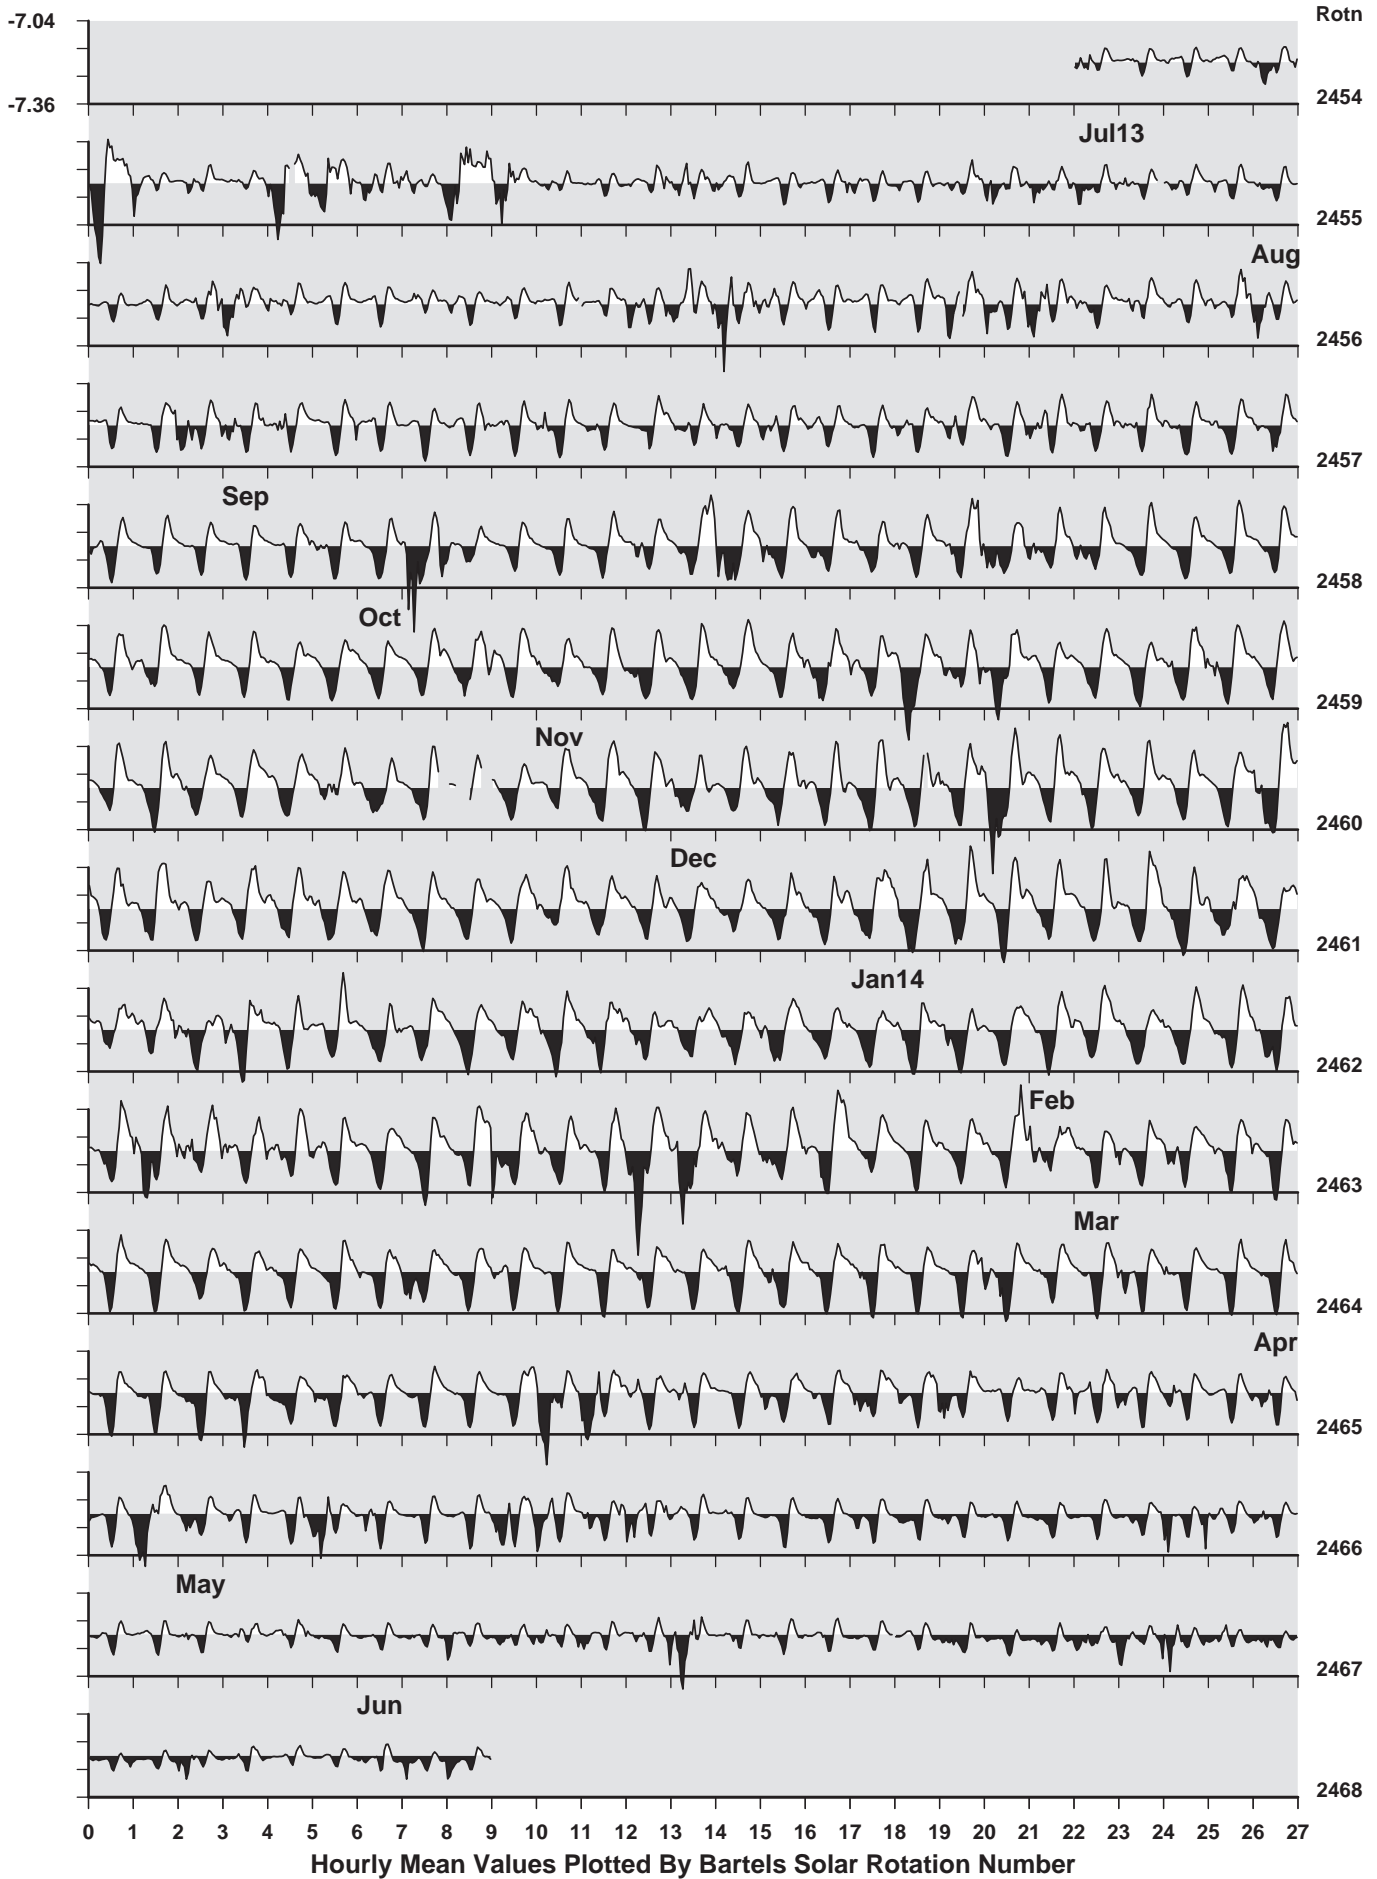 -7.04
Rotn
-7.36
2454
Jul13
2455
Aug
2456
2457
Sep
2458
Oct
2459
Nov
2460
Dec
2461
Jan14
2462
Feb
2463
Mar
2464
Apr
2465
2466
May
2467
Jun
2468
0 1 2 3 4 5 6 7 8 9 10 11 12 13 14 15 16 17 18 19 20 21 22 23 24 25 26 27
Hourly Mean Values Plotted By Bartels Solar Rotation Number